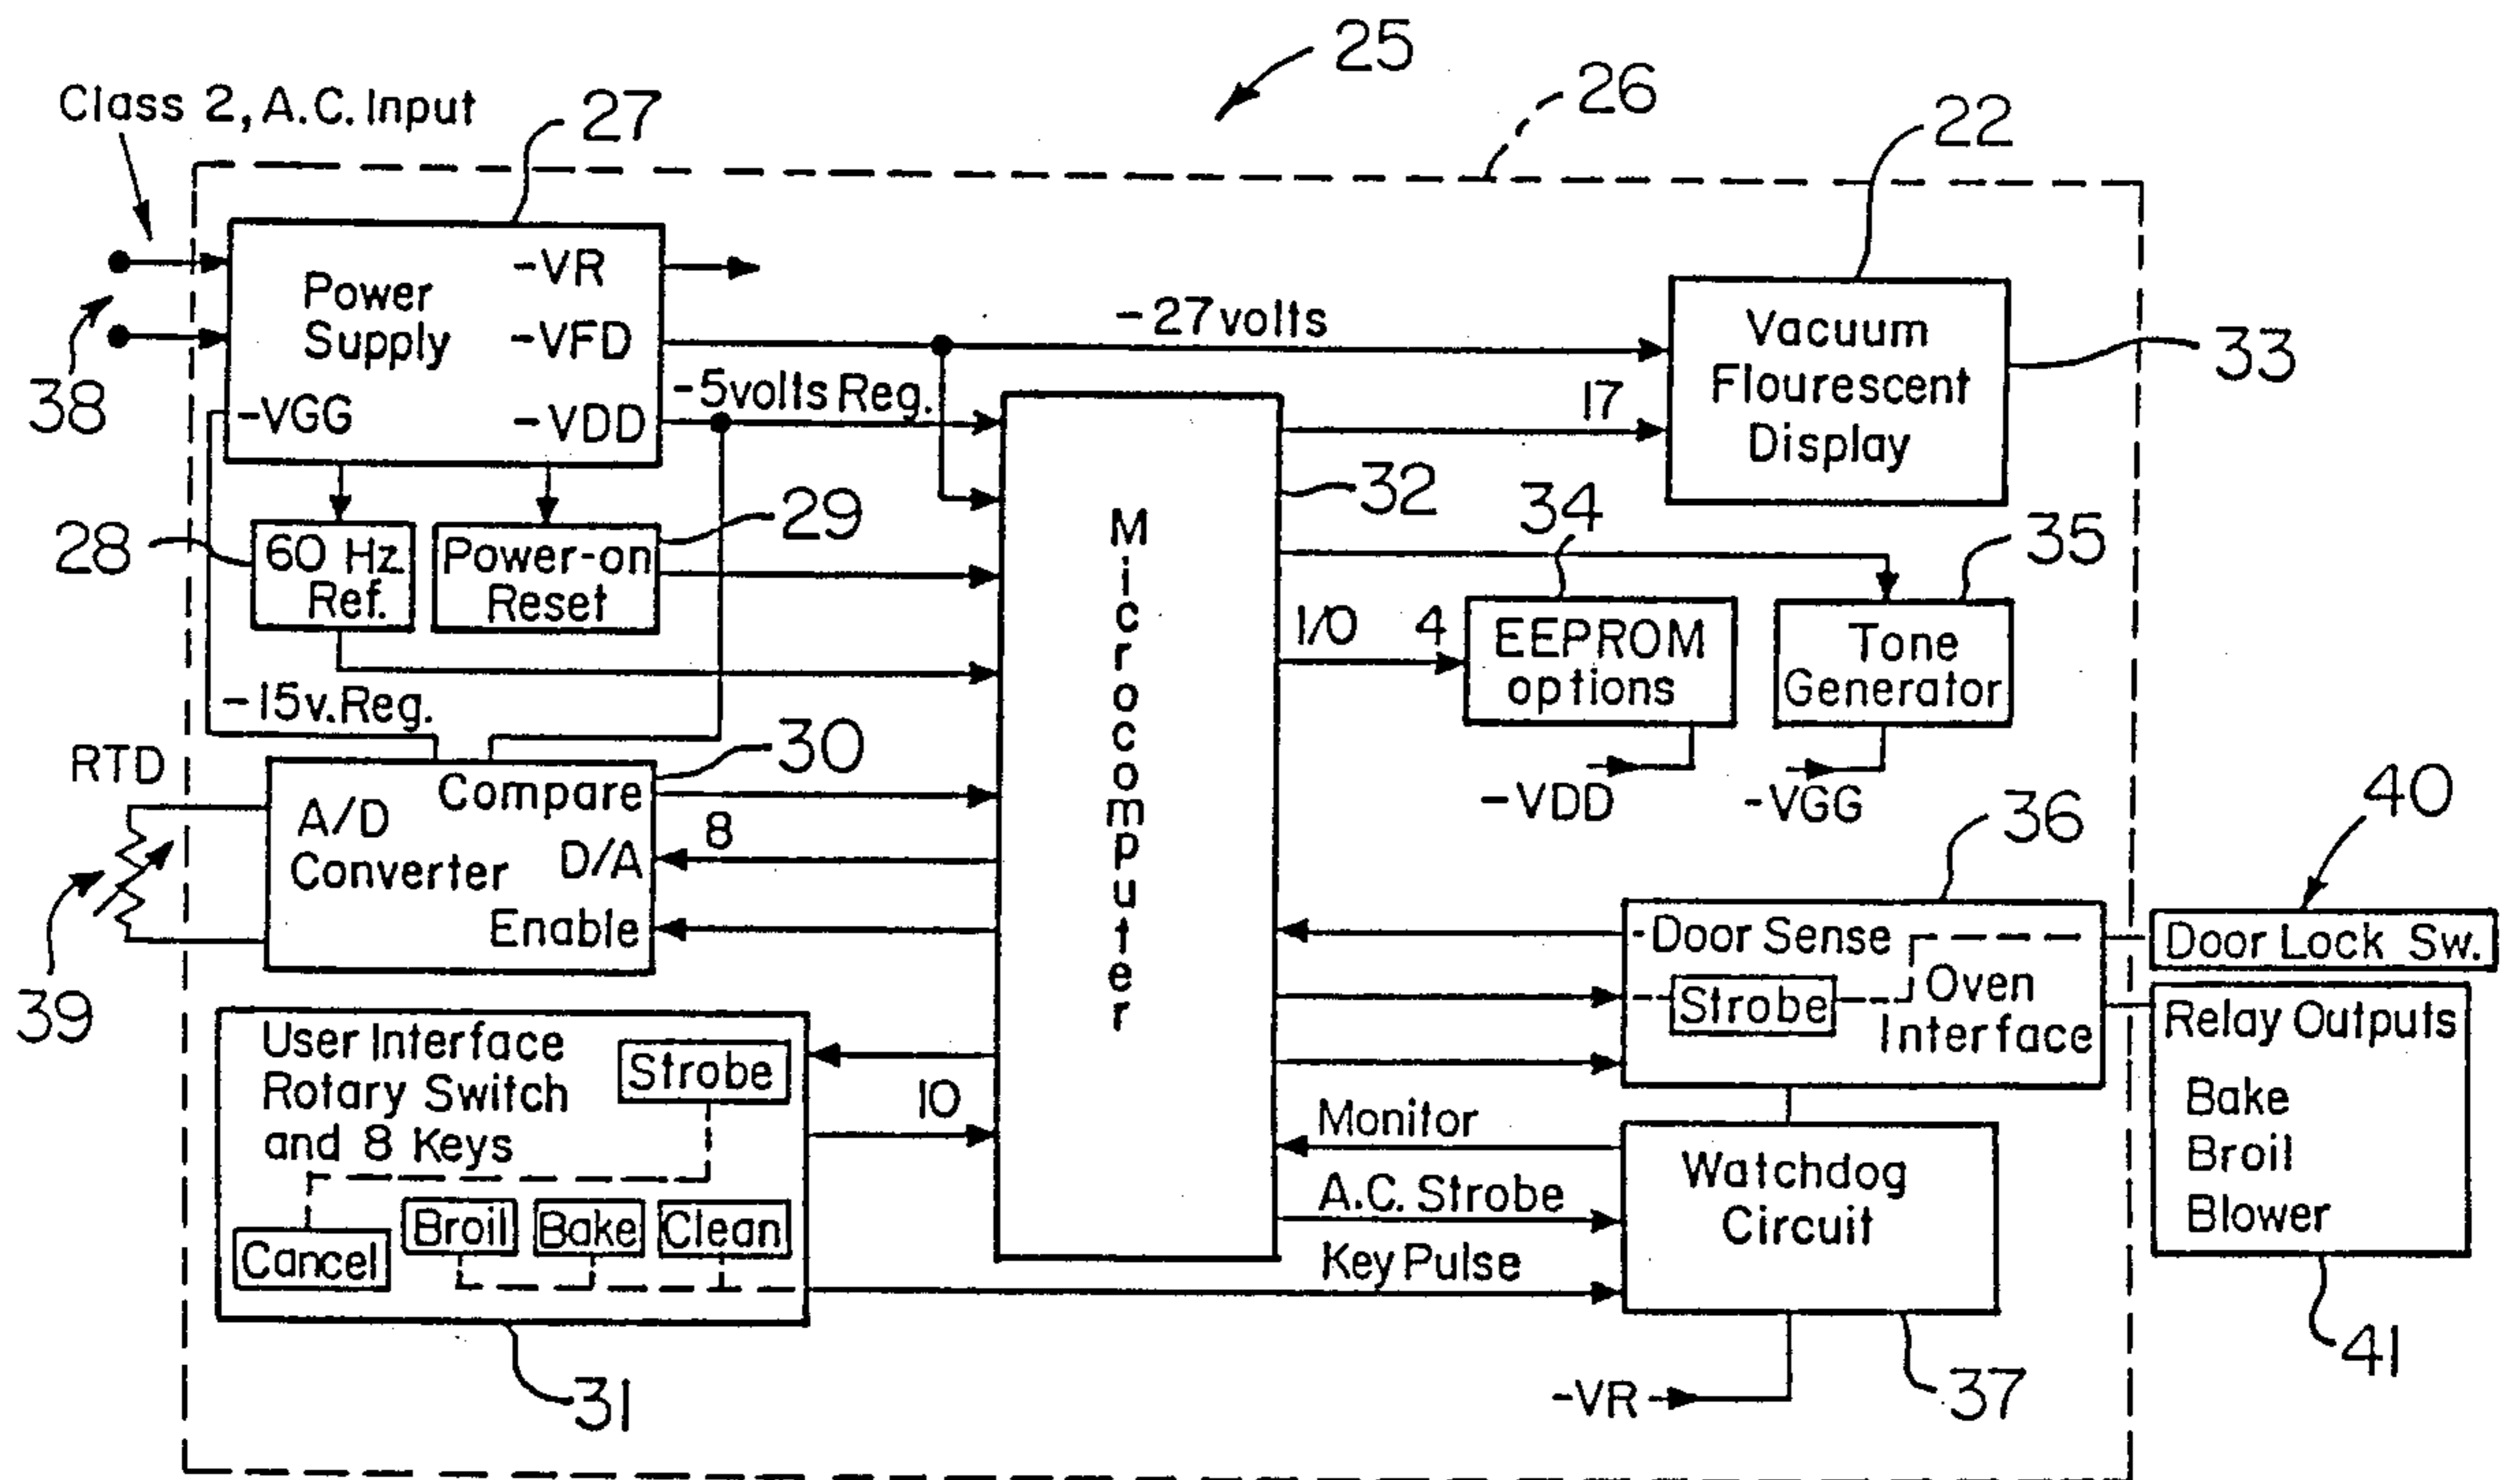 25
26
Class 2, A.C. Input
27
22
-VR
Power
Supply
-VFD
-27 volts
Vacuum
Flourescent
Display
33
38
-VGG
-VDD
-5volts Reg.
17
32
34
35
28
60 Hz.
Ref.
Power-on
Reset
29
Microcomputer
I/O
4
EEPROM
options
Tone
Generator
-15v. Reg.
-VDD
-VGG
RTD
30
A/D
Converter
Compare
8
D/A
Enable
39
36
40
-Door Sense
Door Lock Sw.
Strobe
Oven
Interface
Relay Outputs
Bake
Broil
Blower
41
User Interface
Rotary Switch
and 8 Keys
Strobe
10
Monitor
A.C. Strobe
Key Pulse
Watchdog
Circuit
Cancel
Broil
Bake
Clean
31
-VR
37